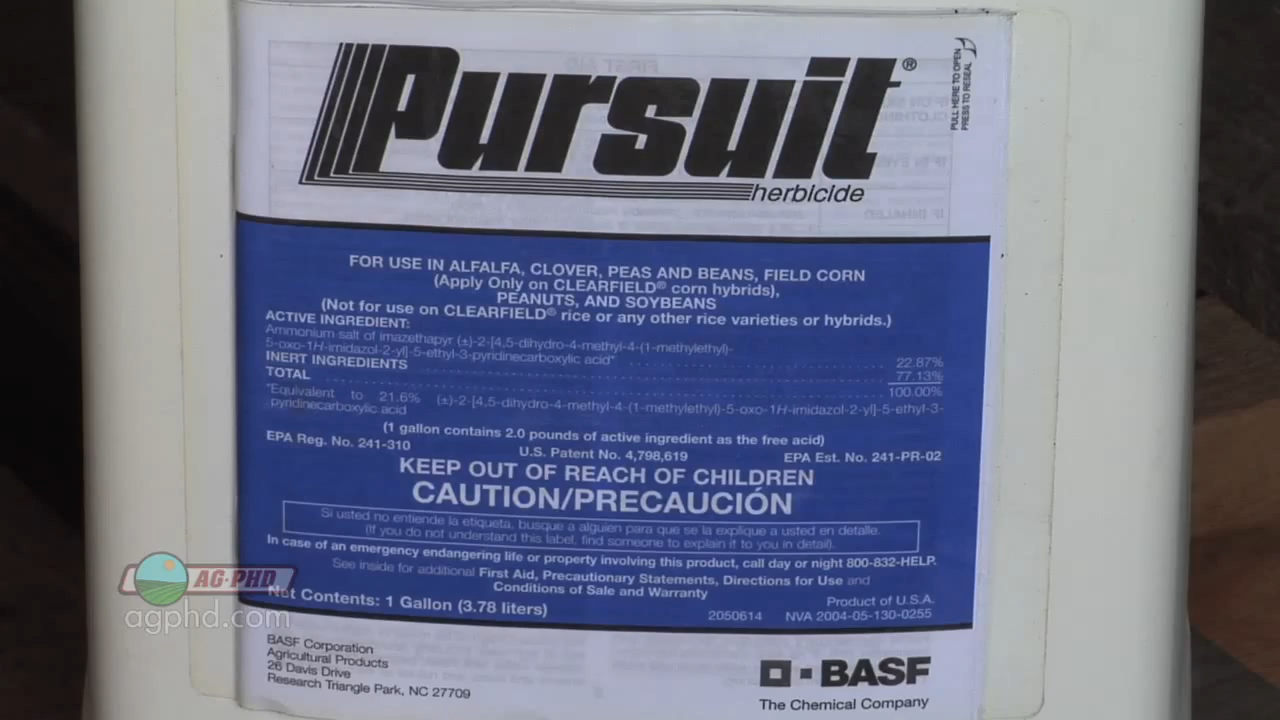 Pursuit®
herbicide
PULL HERE TO OPEN
PRESS TO RESEAL
FOR USE IN ALFALFA, CLOVER, PEAS AND BEANS, FIELD CORN
(Apply Only on CLEARFIELD® corn hybrids),
PEANUTS, AND SOYBEANS
(Not for use on CLEARFIELD® rice or any other rice varieties or hybrids.)
ACTIVE INGREDIENT:
Ammonium salt of imazethapyr (±)-2-[4,5-dihydro-4-methyl-4-(1-methylethyl)-
5-oxo-1H-imidazol-2-yl]-5-ethyl-3-pyridinecarboxylic acid* 22.87%
INERT INGREDIENTS 77.13%
TOTAL 100.00%
*Equivalent to 21.6% (±)-2-[4,5-dihydro-4-methyl-4-(1-methylethyl)-5-oxo-1H-imidazol-2-yl]-5-ethyl-3-
pyridinecarboxylic acid
(1 gallon contains 2.0 pounds of active ingredient as the free acid)
EPA Reg. No. 241-310 U.S. Patent No. 4,798,619 EPA Est. No. 241-PR-02
KEEP OUT OF REACH OF CHILDREN
CAUTION/PRECAUCIÓN
Si usted no entiende la etiqueta, busque a alguien para que se la explique a usted en detalle.
(If you do not understand this label, find someone to explain it to you in detail).
In case of an emergency endangering life or property involving this product, call day or night 800-832-HELP.
See inside for additional First Aid, Precautionary Statements, Directions for Use and
Conditions of Sale and Warranty
Net Contents: 1 Gallon (3.78 liters)
Product of U.S.A.
2050614 NVA 2004-05-130-0255
AG-PHD
agphd.com
BASF Corporation
Agricultural Products
26 Davis Drive
Research Triangle Park, NC 27709
BASF
The Chemical Company